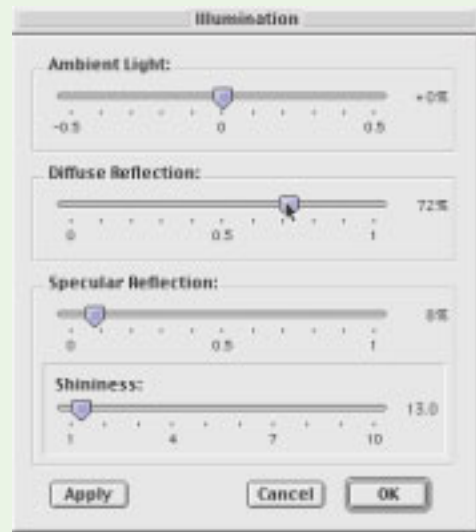 Illumination
Ambient Light:
+0%
-0.5 0 0.5
Diffuse Reflection:
72%
0 0.5 1
Specular Reflection:
8%
0 0.5 1
Shininess:
13.0
1 4 7 10
Apply Cancel OK